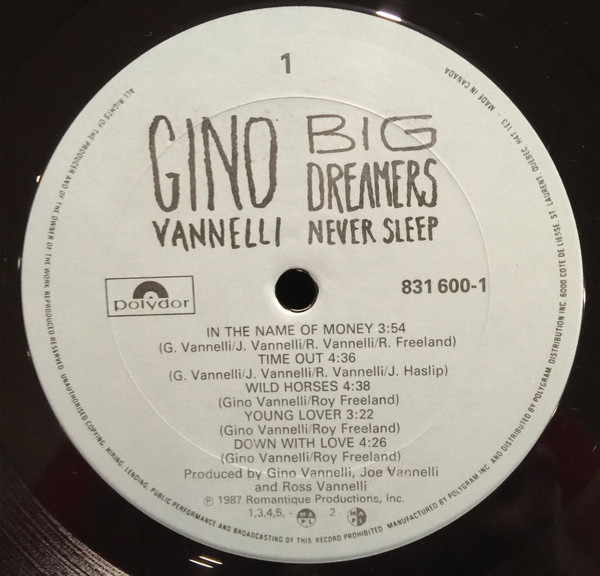 1
GINO BIG
DREAMERS
VANNELLI NEVER SLEEP
polydor
831 600-1
IN THE NAME OF MONEY 3:54
(G. Vannelli/J. Vannelli/R. Vannelli/R. Freeland)
TIME OUT 4:36
(G. Vannelli/J. Vannelli/R. Vannelli/J. Haslip)
WILD HORSES 4:38
(Gino Vannelli/Roy Freeland)
YOUNG LOVER 3:22
(Gino Vannelli/Roy Freeland)
DOWN WITH LOVE 4:26
(Gino Vannelli/Roy Freeland)
Produced by Gino Vannelli, Joe Vannelli
and Ross Vannelli
Ⓟ 1987 Romantique Productions, Inc.
1,3,4,5, - M A P L 2 - M A P L
ALL RIGHTS OF THE PRODUCER AND OF THE OWNER OF THE WORK REPRODUCED RESERVED. UNAUTHORISED COPYING, HIRING, LENDING, PUBLIC PERFORMANCE AND BROADCASTING OF THIS RECORD PROHIBITED. MANUFACTURED BY POLYGRAM INC. AND DISTRIBUTED BY POLYGRAM DISTRIBUTION INC. 6000 COTE DE LIESSE, ST. LAURENT, QUEBEC H4T 1E3 MADE IN CANADA